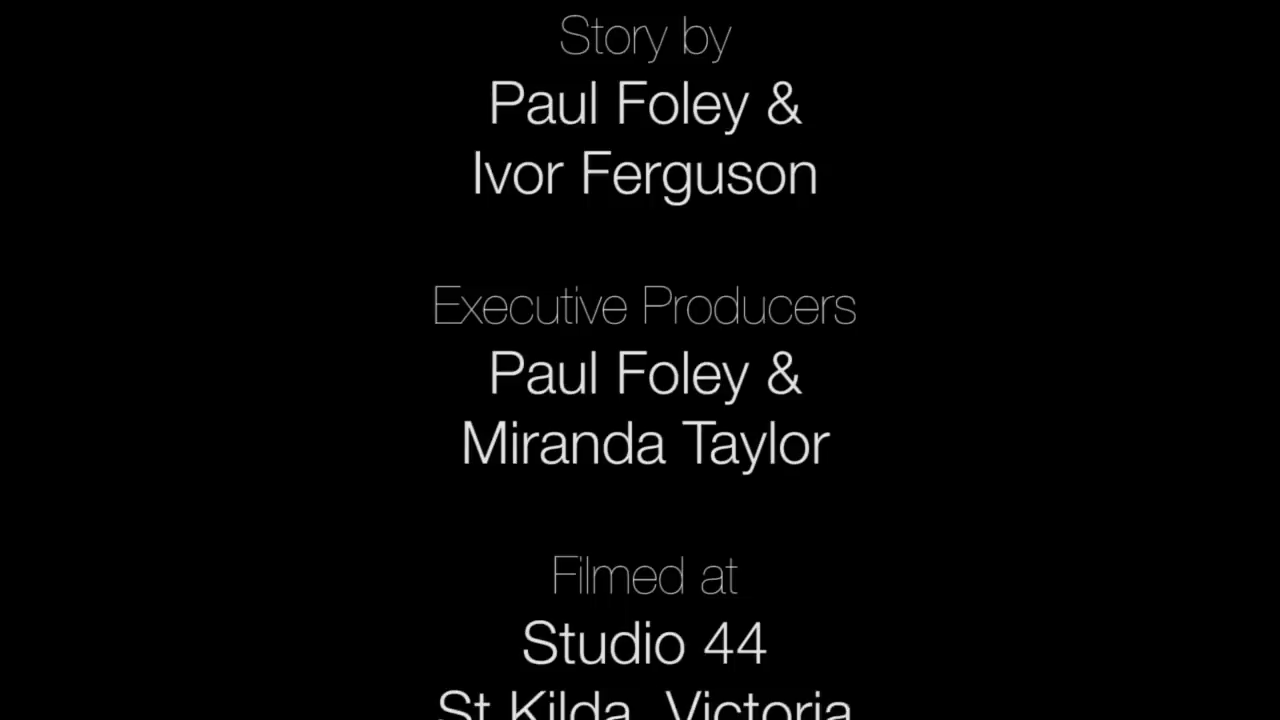 Story by
Paul Foley &
Ivor Ferguson
Executive Producers
Paul Foley &
Miranda Taylor
Filmed at
Studio 44
St Kilda, Victoria